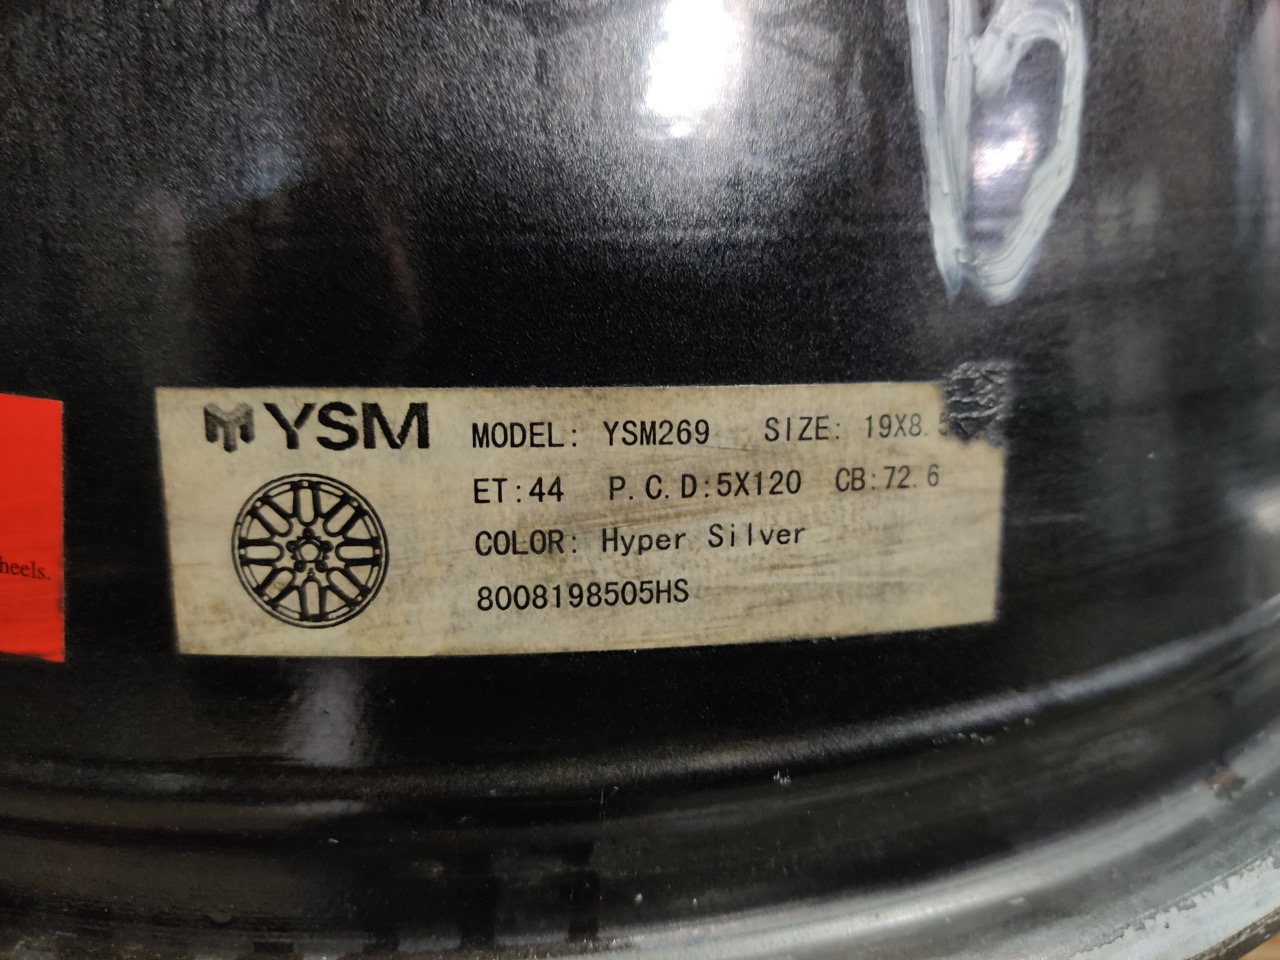 YSM
MODEL: YSM269 SIZE: 19X8.5
ET:44 P.C.D:5X120 CB:72.6
COLOR: Hyper Silver
8008198505HS
heels.